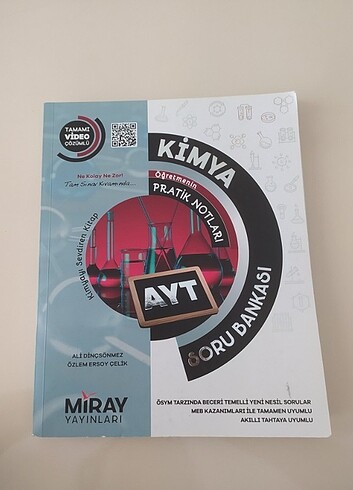 TAMAMI
VİDEO
ÇÖZÜMLÜ
Ne Kolay Ne Zor!
Tam Sınav Kıvamında...
KİMYA
Öğretmenin
PRATİK NOTLARI
Kimyayı Sevdiren Kitap
AYT
SORU BANKASI
ALİ DİNÇSÖNMEZ
ÖZLEM ERSOY ÇELİK
MİRAY
YAYINLARI
ÖSYM TARZINDA BECERİ TEMELLİ YENİ NESİL SORULAR
MEB KAZANIMLARI İLE TAMAMEN UYUMLU
AKILLI TAHTAYA UYUMLU